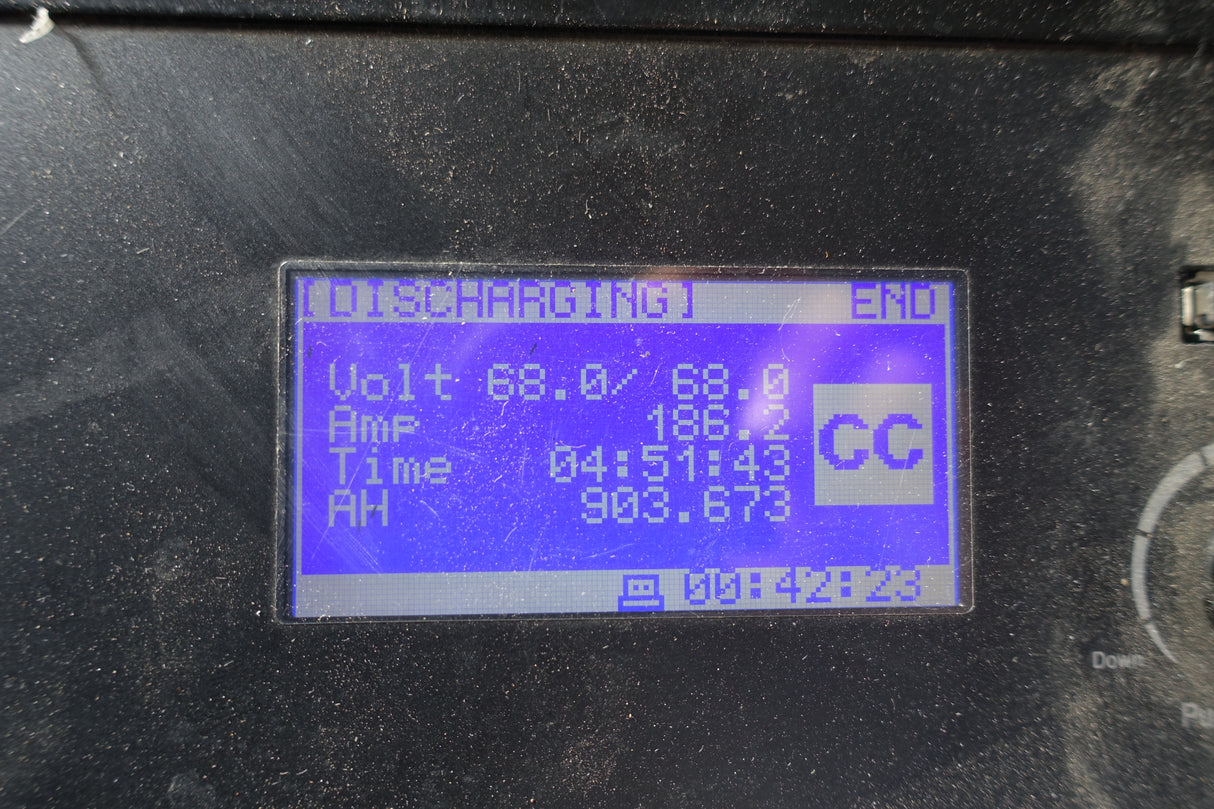 [DISCHARGING] END
Volt 68.0/ 68.0
Amp 186.2
CC
Time 04:51:43
AH 903.673
00:42:23
Down